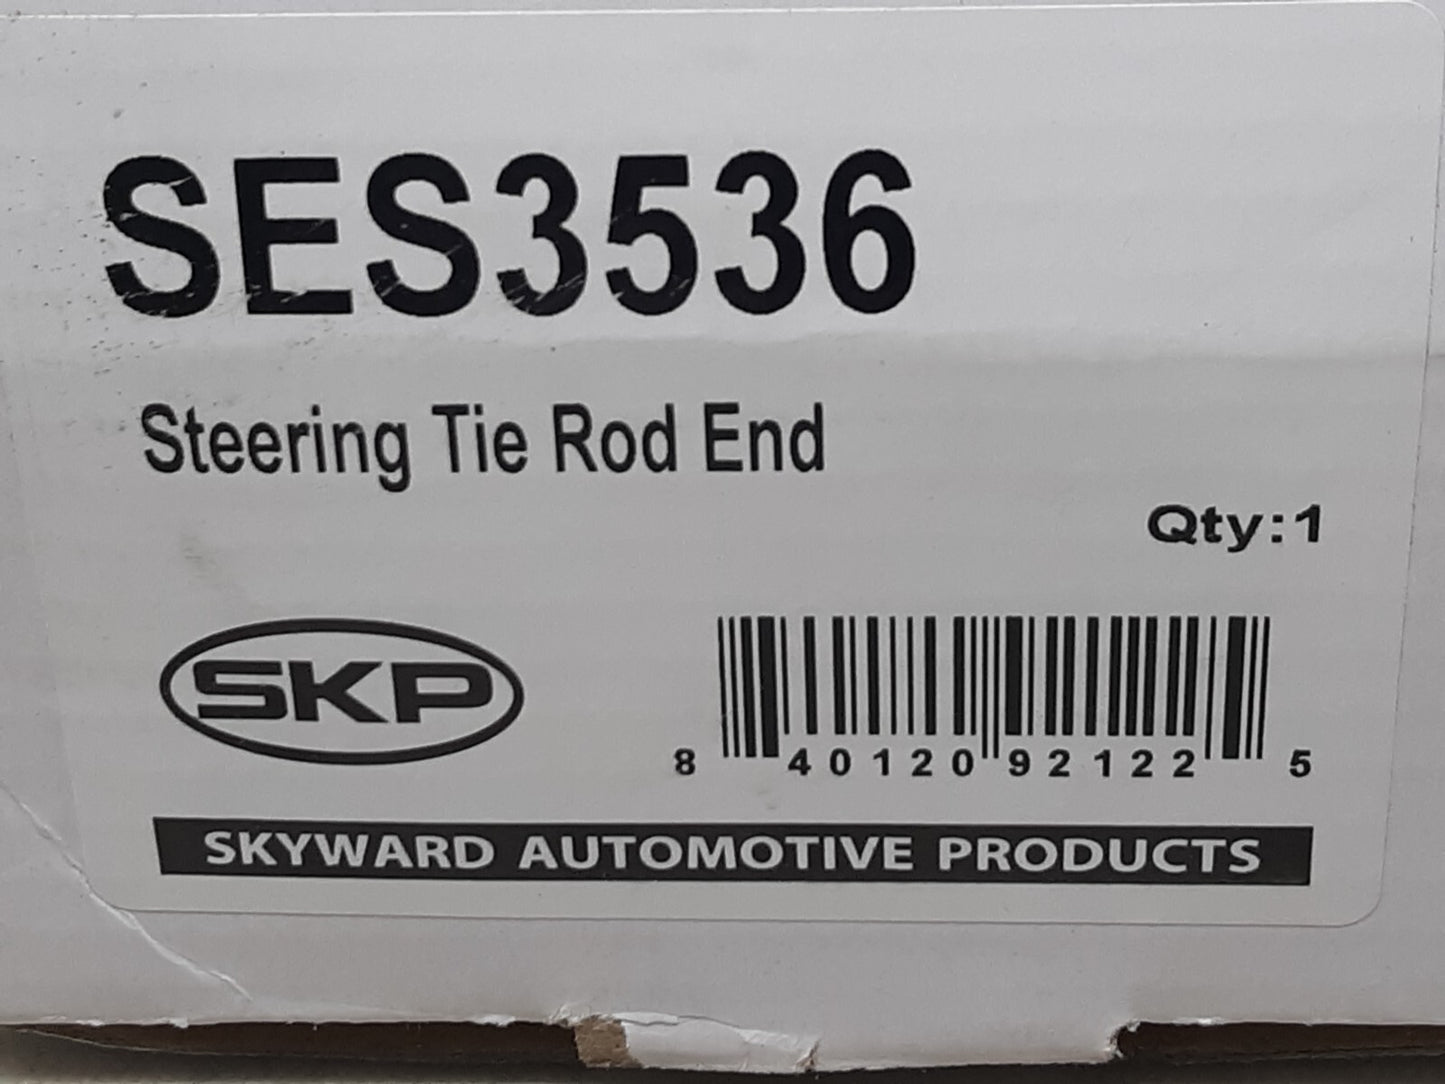 SES3536
Steering Tie Rod End
Qty:1
SKP
8 40120 92122 5
SKYWARD AUTOMOTIVE PRODUCTS